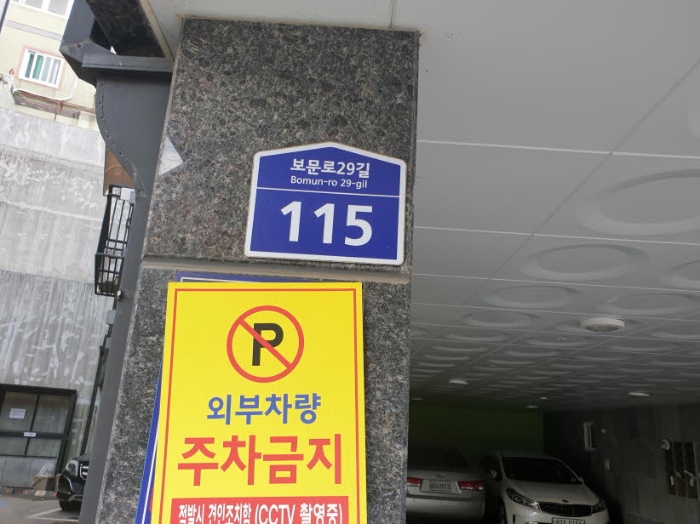 보문로29길
Bomun-ro 29-gil
115
P
외부차량
주차금지
적발시 견인조치함 (CCTV 촬영중)